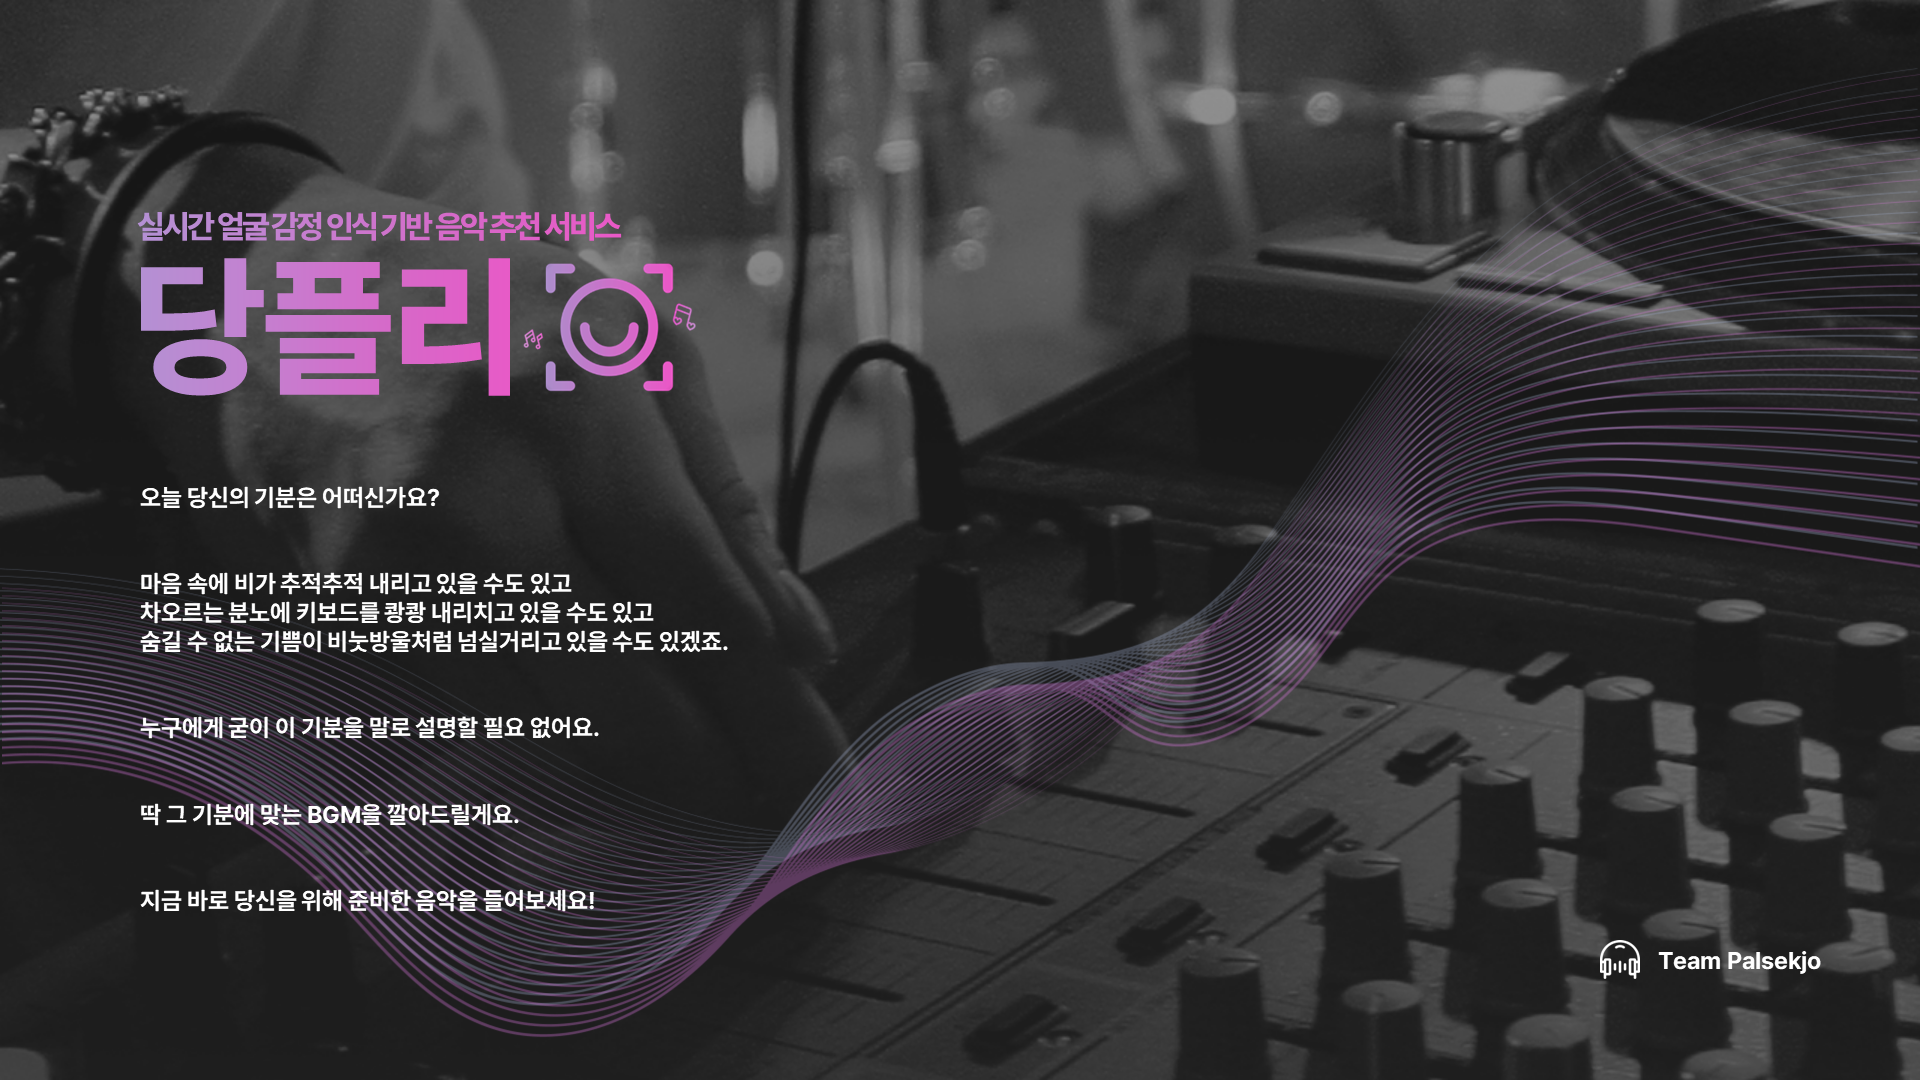 실시간 얼굴 감정 인식 기반 음악 추천 서비스
당플리
오늘 당신의 기분은 어떠신가요?
마음 속에 비가 추적추적 내리고 있을 수도 있고
차오르는 분노에 키보드를 쾅쾅 내리치고 있을 수도 있고
숨길 수 없는 기쁨이 비눗방울처럼 넘실거리고 있을 수도 있겠죠.
누구에게 굳이 이 기분을 말로 설명할 필요 없어요.
딱 그 기분에 맞는 BGM을 깔아드릴게요.
지금 바로 당신을 위해 준비한 음악을 들어보세요!
Team Palsekjo